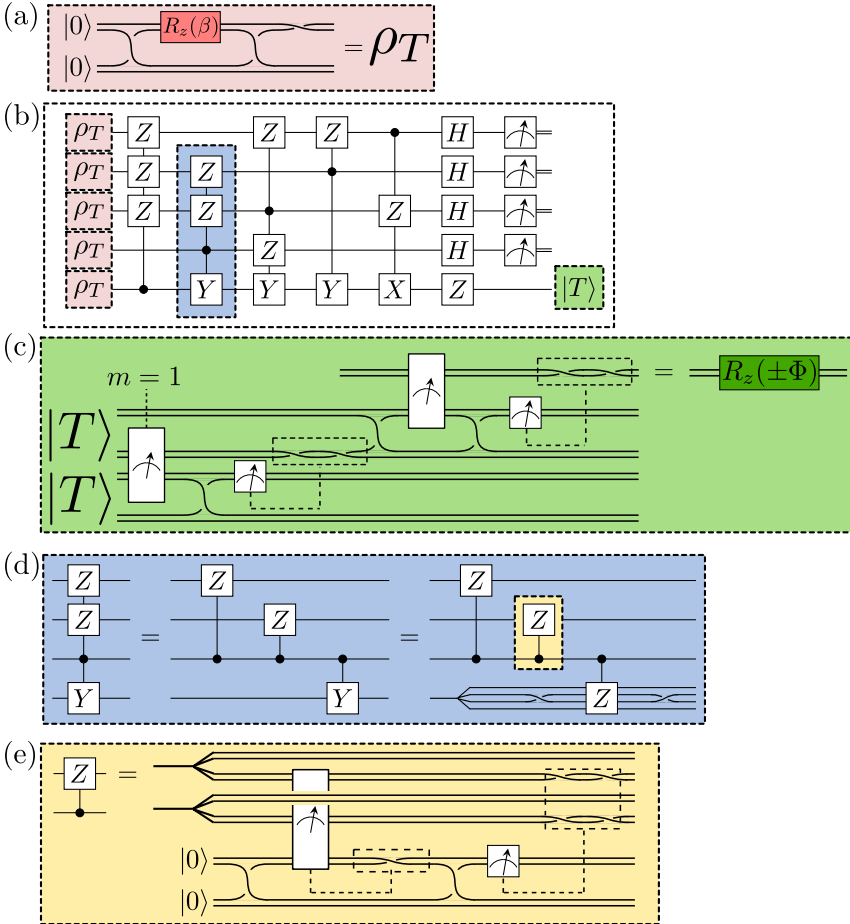 (a)
|0⟩ R_z(β)
|0⟩ = ρ_T
(b)
ρ_T Z Z Z H
ρ_T Z Z H
ρ_T Z Z Z H
ρ_T Z H
ρ_T Y Y Y X Z |T⟩
(c)
m = 1
= R_z(±Φ)
|T⟩
|T⟩
(d)
Z Z Z
Z = Z = Z
Y Y Z
(e)
Z =
|0⟩
|0⟩